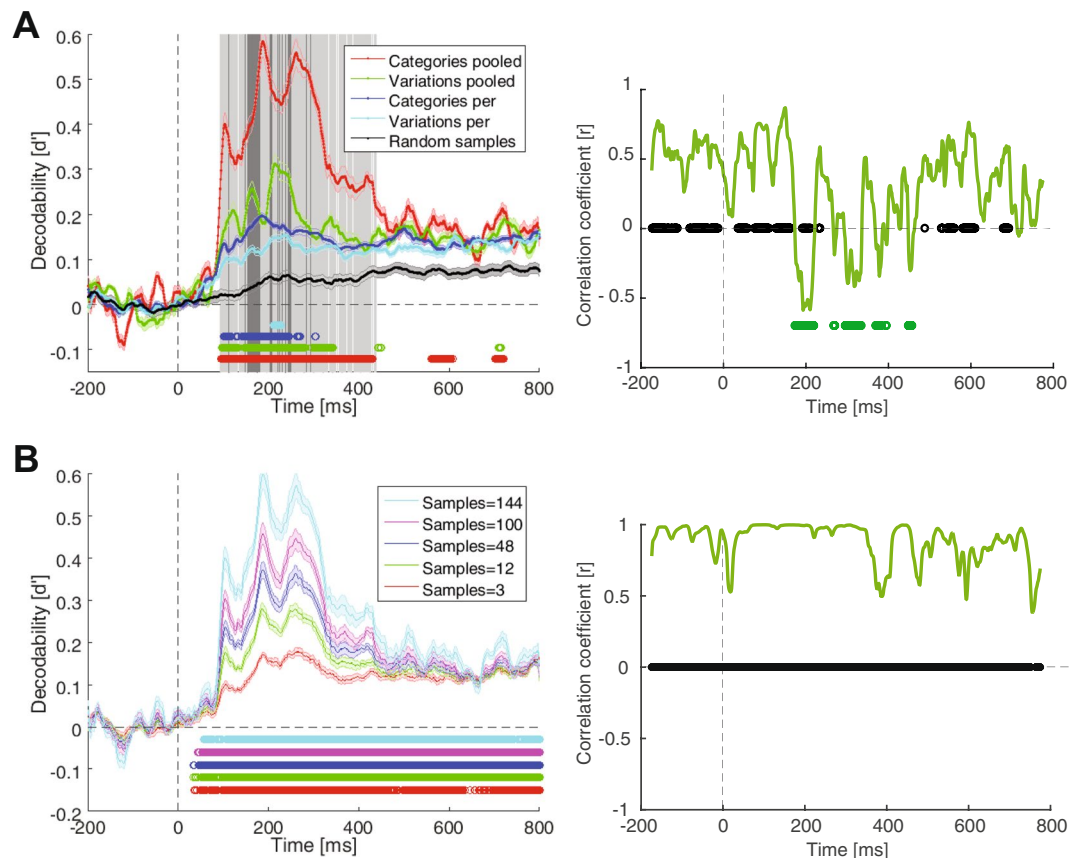 A
0.6
0.5
0.4
0.3
0.2
0.1
0
-0.1
Decodability [d']
Categories pooled
Variations pooled
Categories per
Variations per
Random samples
-200
0
200
400
600
800
Time [ms]
1
0.5
0
-0.5
-1
Correlation coefficient [r]
-200
0
200
400
600
800
Time [ms]
B
0.6
0.5
0.4
0.3
0.2
0.1
0
-0.1
-0.2
Decodability [d']
Samples=144
Samples=100
Samples=48
Samples=12
Samples=3
-200
0
200
400
600
800
Time [ms]
1
0.5
0
-0.5
-1
Correlation coefficient [r]
-200
0
200
400
600
800
Time [ms]